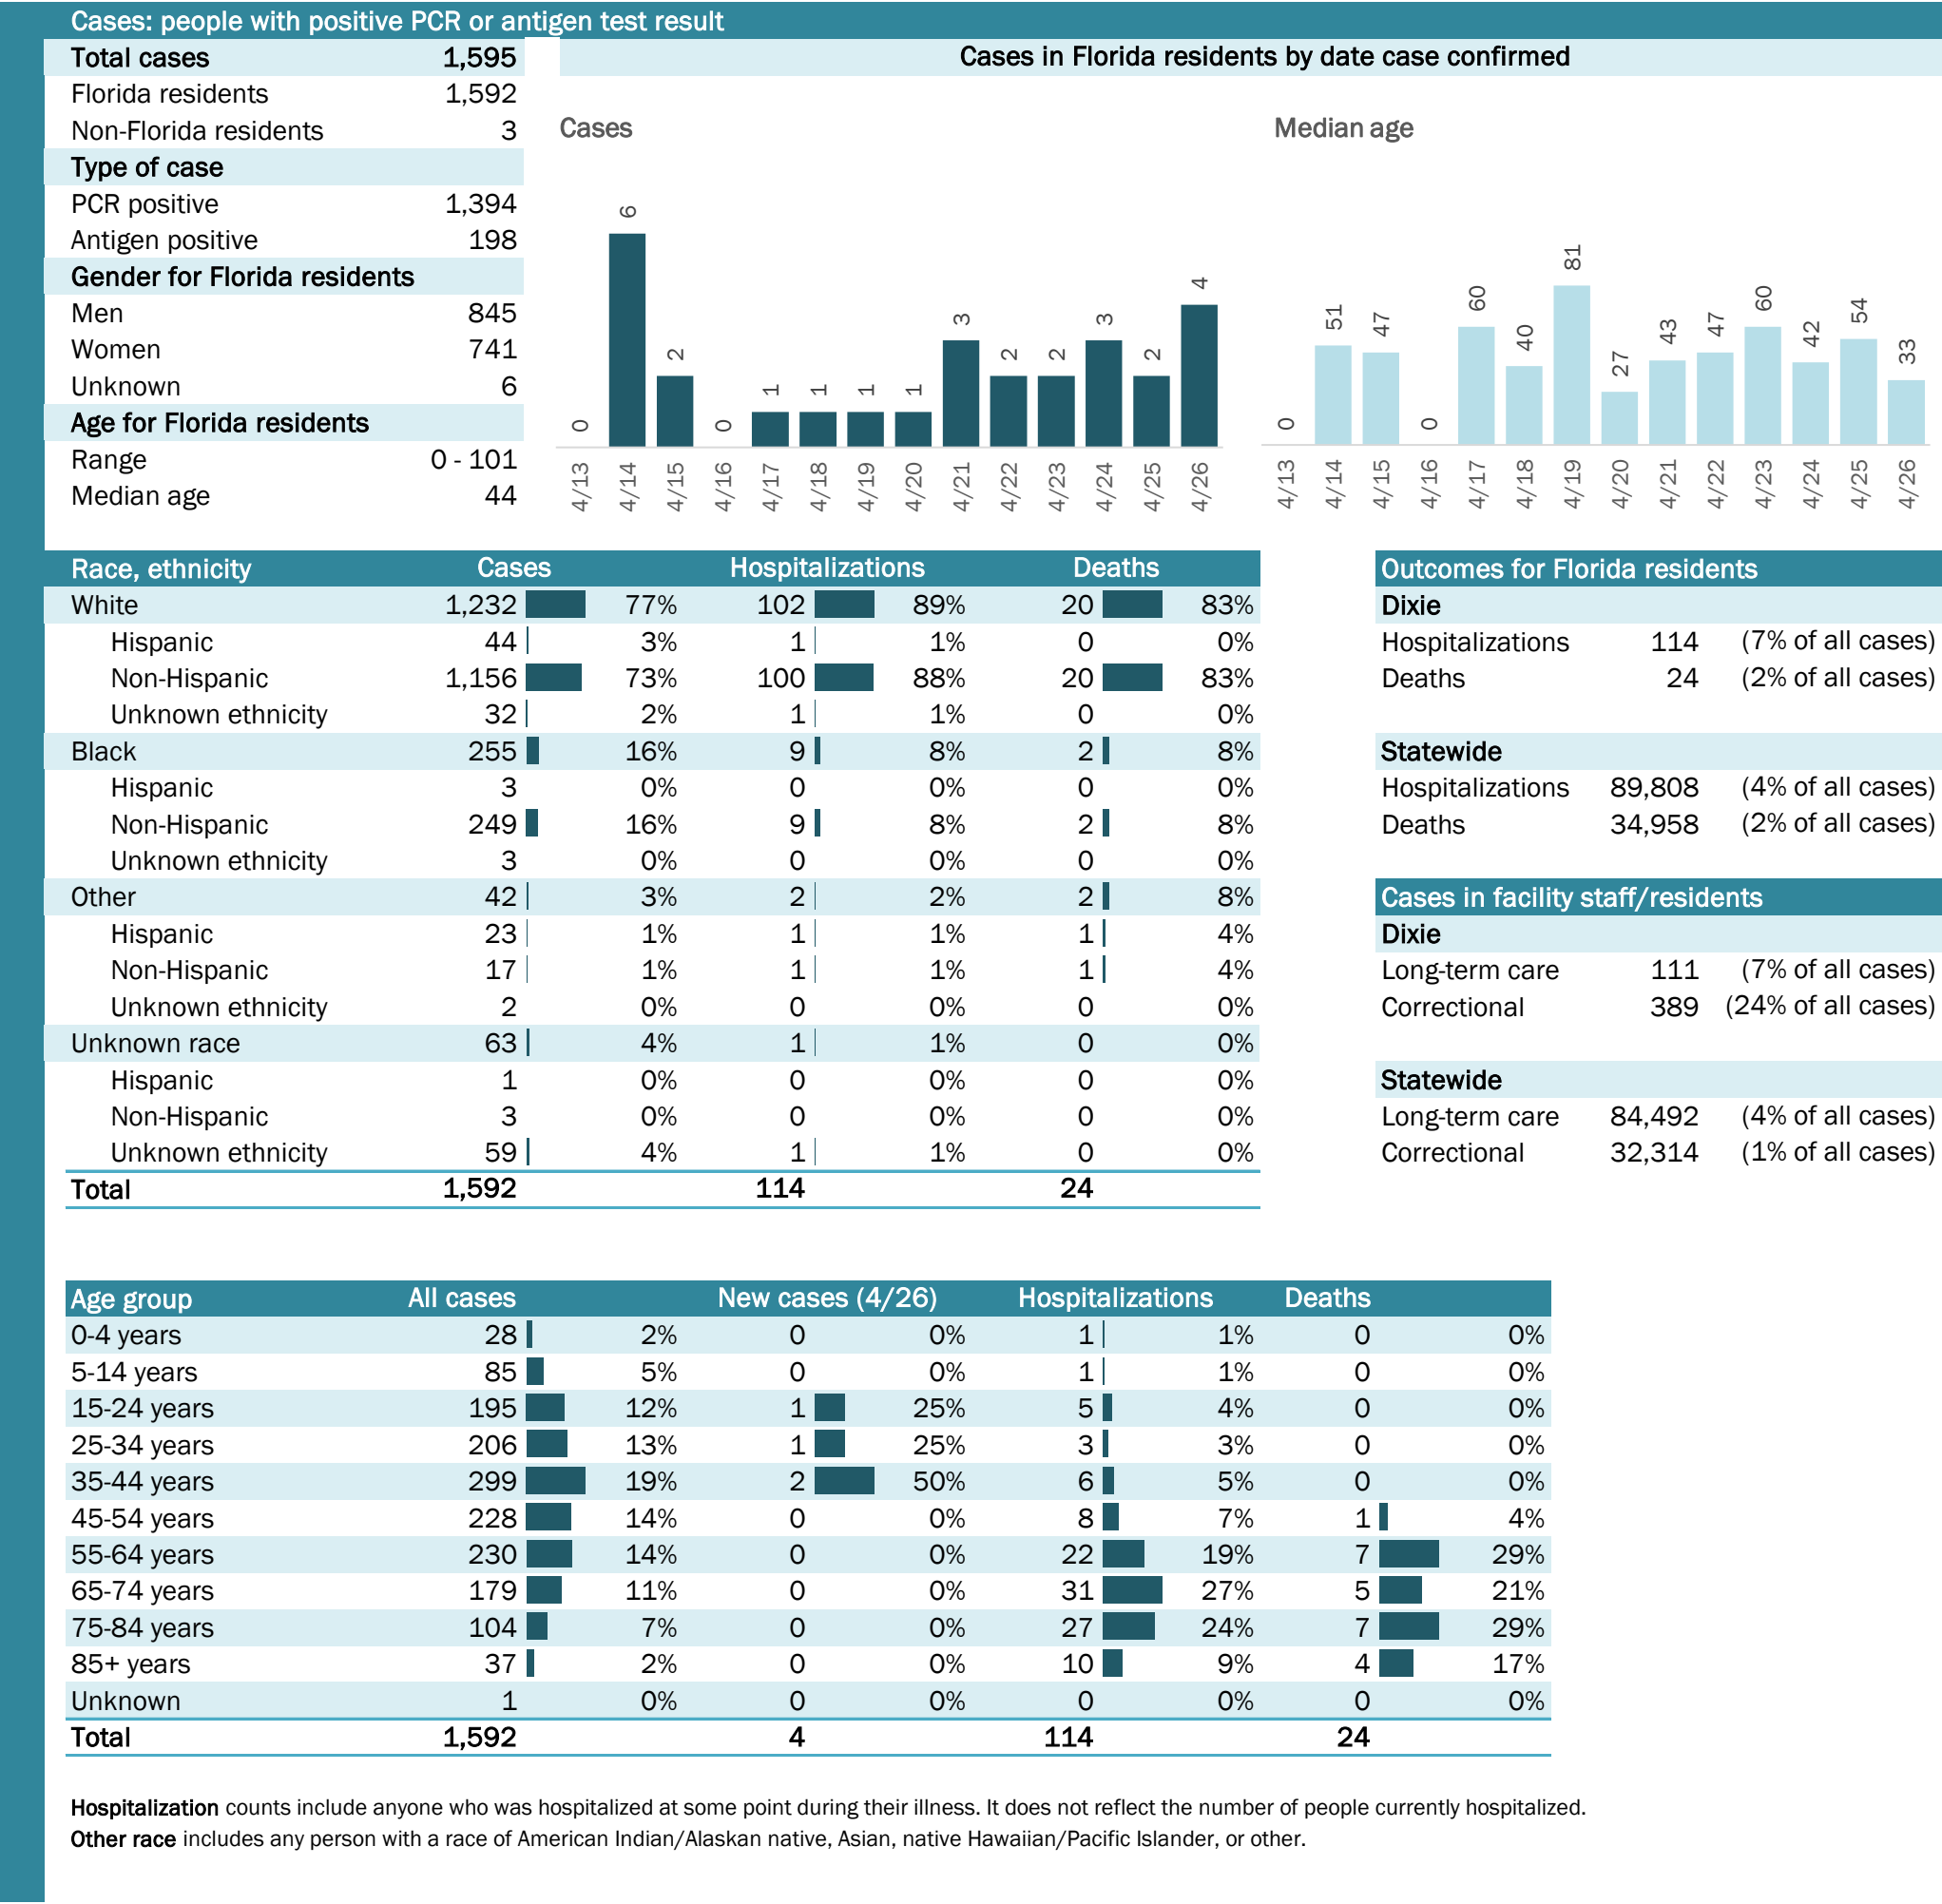 Cases: people with positive PCR or antigen test result
Total cases 1,595
Florida residents 1,592
Non-Florida residents 3
Type of case
PCR positive 1,394
Antigen positive 198
Gender for Florida residents
Men 845
Women 741
Unknown 6
Age for Florida residents
Range 0 - 101
Median age 44
Cases in Florida residents by date case confirmed
Cases
0 6 2 0 1 1 1 1 3 2 2 3 2 4
4/13 4/14 4/15 4/16 4/17 4/18 4/19 4/20 4/21 4/22 4/23 4/24 4/25 4/26
Median age
0 51 47 0 60 40 81 27 43 47 60 42 54 33
4/13 4/14 4/15 4/16 4/17 4/18 4/19 4/20 4/21 4/22 4/23 4/24 4/25 4/26
Race, ethnicity Cases Hospitalizations Deaths
White 1,232 77% 102 89% 20 83%
Hispanic 44 3% 1 1% 0 0%
Non-Hispanic 1,156 73% 100 88% 20 83%
Unknown ethnicity 32 2% 1 1% 0 0%
Black 255 16% 9 8% 2 8%
Hispanic 3 0% 0 0% 0 0%
Non-Hispanic 249 16% 9 8% 2 8%
Unknown ethnicity 3 0% 0 0% 0 0%
Other 42 3% 2 2% 2 8%
Hispanic 23 1% 1 1% 1 4%
Non-Hispanic 17 1% 1 1% 1 4%
Unknown ethnicity 2 0% 0 0% 0 0%
Unknown race 63 4% 1 1% 0 0%
Hispanic 1 0% 0 0% 0 0%
Non-Hispanic 3 0% 0 0% 0 0%
Unknown ethnicity 59 4% 1 1% 0 0%
Total 1,592 114 24
Outcomes for Florida residents
Dixie
Hospitalizations 114 (7% of all cases)
Deaths 24 (2% of all cases)
Statewide
Hospitalizations 89,808 (4% of all cases)
Deaths 34,958 (2% of all cases)
Cases in facility staff/residents
Dixie
Long-term care 111 (7% of all cases)
Correctional 389 (24% of all cases)
Statewide
Long-term care 84,492 (4% of all cases)
Correctional 32,314 (1% of all cases)
Age group All cases New cases (4/26) Hospitalizations Deaths
0-4 years 28 2% 0 0% 1 1% 0 0%
5-14 years 85 5% 0 0% 1 1% 0 0%
15-24 years 195 12% 1 25% 5 4% 0 0%
25-34 years 206 13% 1 25% 3 3% 0 0%
35-44 years 299 19% 2 50% 6 5% 0 0%
45-54 years 228 14% 0 0% 8 7% 1 4%
55-64 years 230 14% 0 0% 22 19% 7 29%
65-74 years 179 11% 0 0% 31 27% 5 21%
75-84 years 104 7% 0 0% 27 24% 7 29%
85+ years 37 2% 0 0% 10 9% 4 17%
Unknown 1 0% 0 0% 0 0% 0 0%
Total 1,592 4 114 24
Hospitalization counts include anyone who was hospitalized at some point during their illness. It does not reflect the number of people currently hospitalized.
Other race includes any person with a race of American Indian/Alaskan native, Asian, native Hawaiian/Pacific Islander, or other.